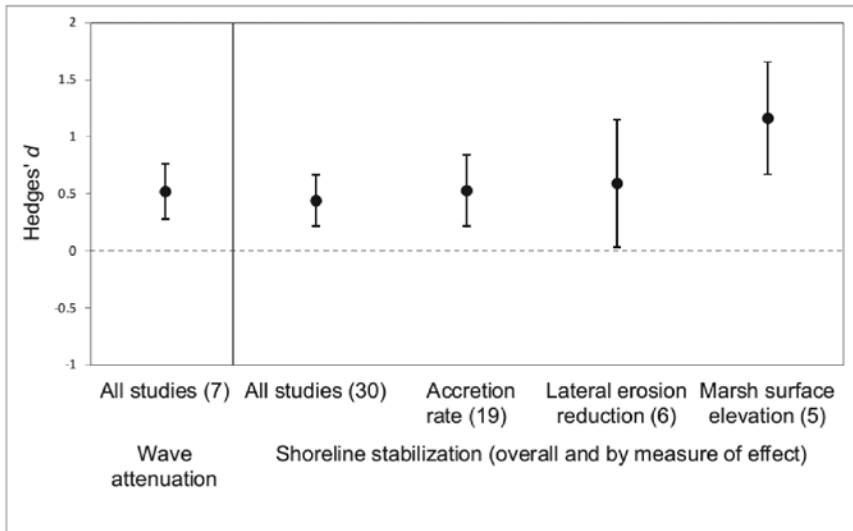 2
1.5
1
0.5
0
-0.5
-1
Hedges' d
All studies (7)
All studies (30)
Accretion
rate (19)
Lateral erosion
reduction (6)
Marsh surface
elevation (5)
Wave
attenuation
Shoreline stabilization (overall and by measure of effect)